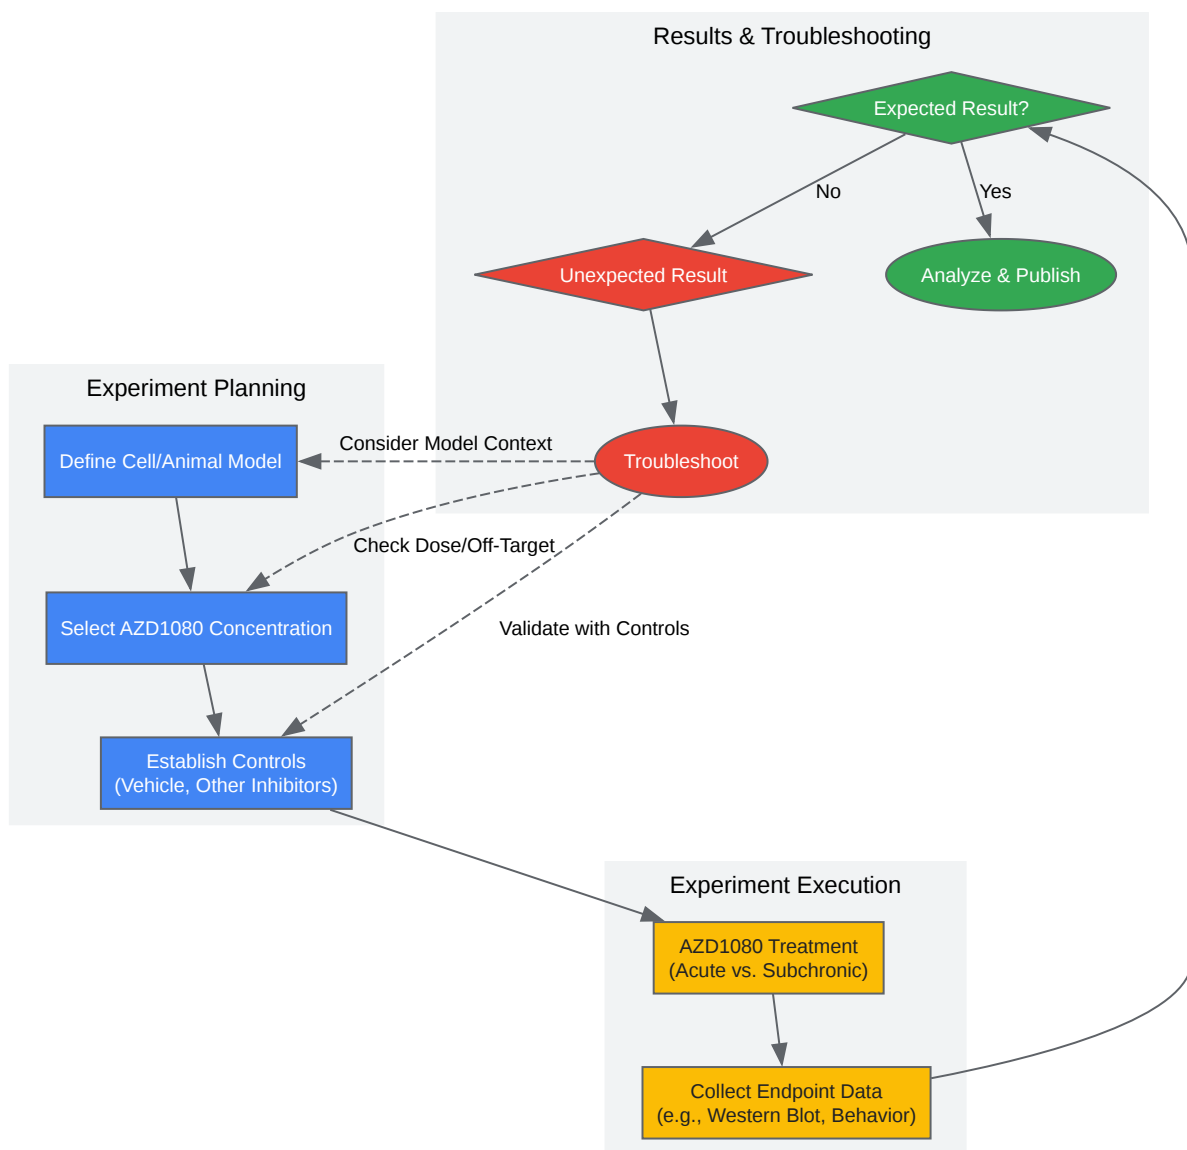 Results & Troubleshooting
Expected Result?
No
Yes
Unexpected Result
Analyze & Publish
Experiment Planning
Define Cell/Animal Model
Consider Model Context
Troubleshoot
Check Dose/Off-Target
Select AZD1080 Concentration
Validate with Controls
Establish Controls
(Vehicle, Other Inhibitors)
Experiment Execution
AZD1080 Treatment
(Acute vs. Subchronic)
Collect Endpoint Data
(e.g., Western Blot, Behavior)